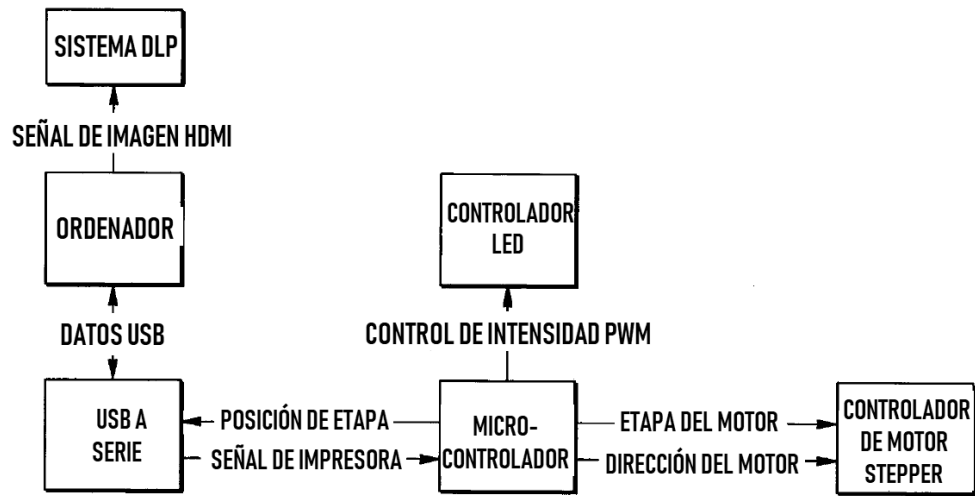 SISTEMA DLP
SEÑAL DE IMAGEN HDMI
ORDENADOR
CONTROLADOR
LED
DATOS USB
CONTROL DE INTENSIDAD PWM
USB A
SERIE
POSICIÓN DE ETAPA
SEÑAL DE IMPRESORA
MICRO-
CONTROLADOR
ETAPA DEL MOTOR
DIRECCIÓN DEL MOTOR
CONTROLADOR
DE MOTOR
STEPPER